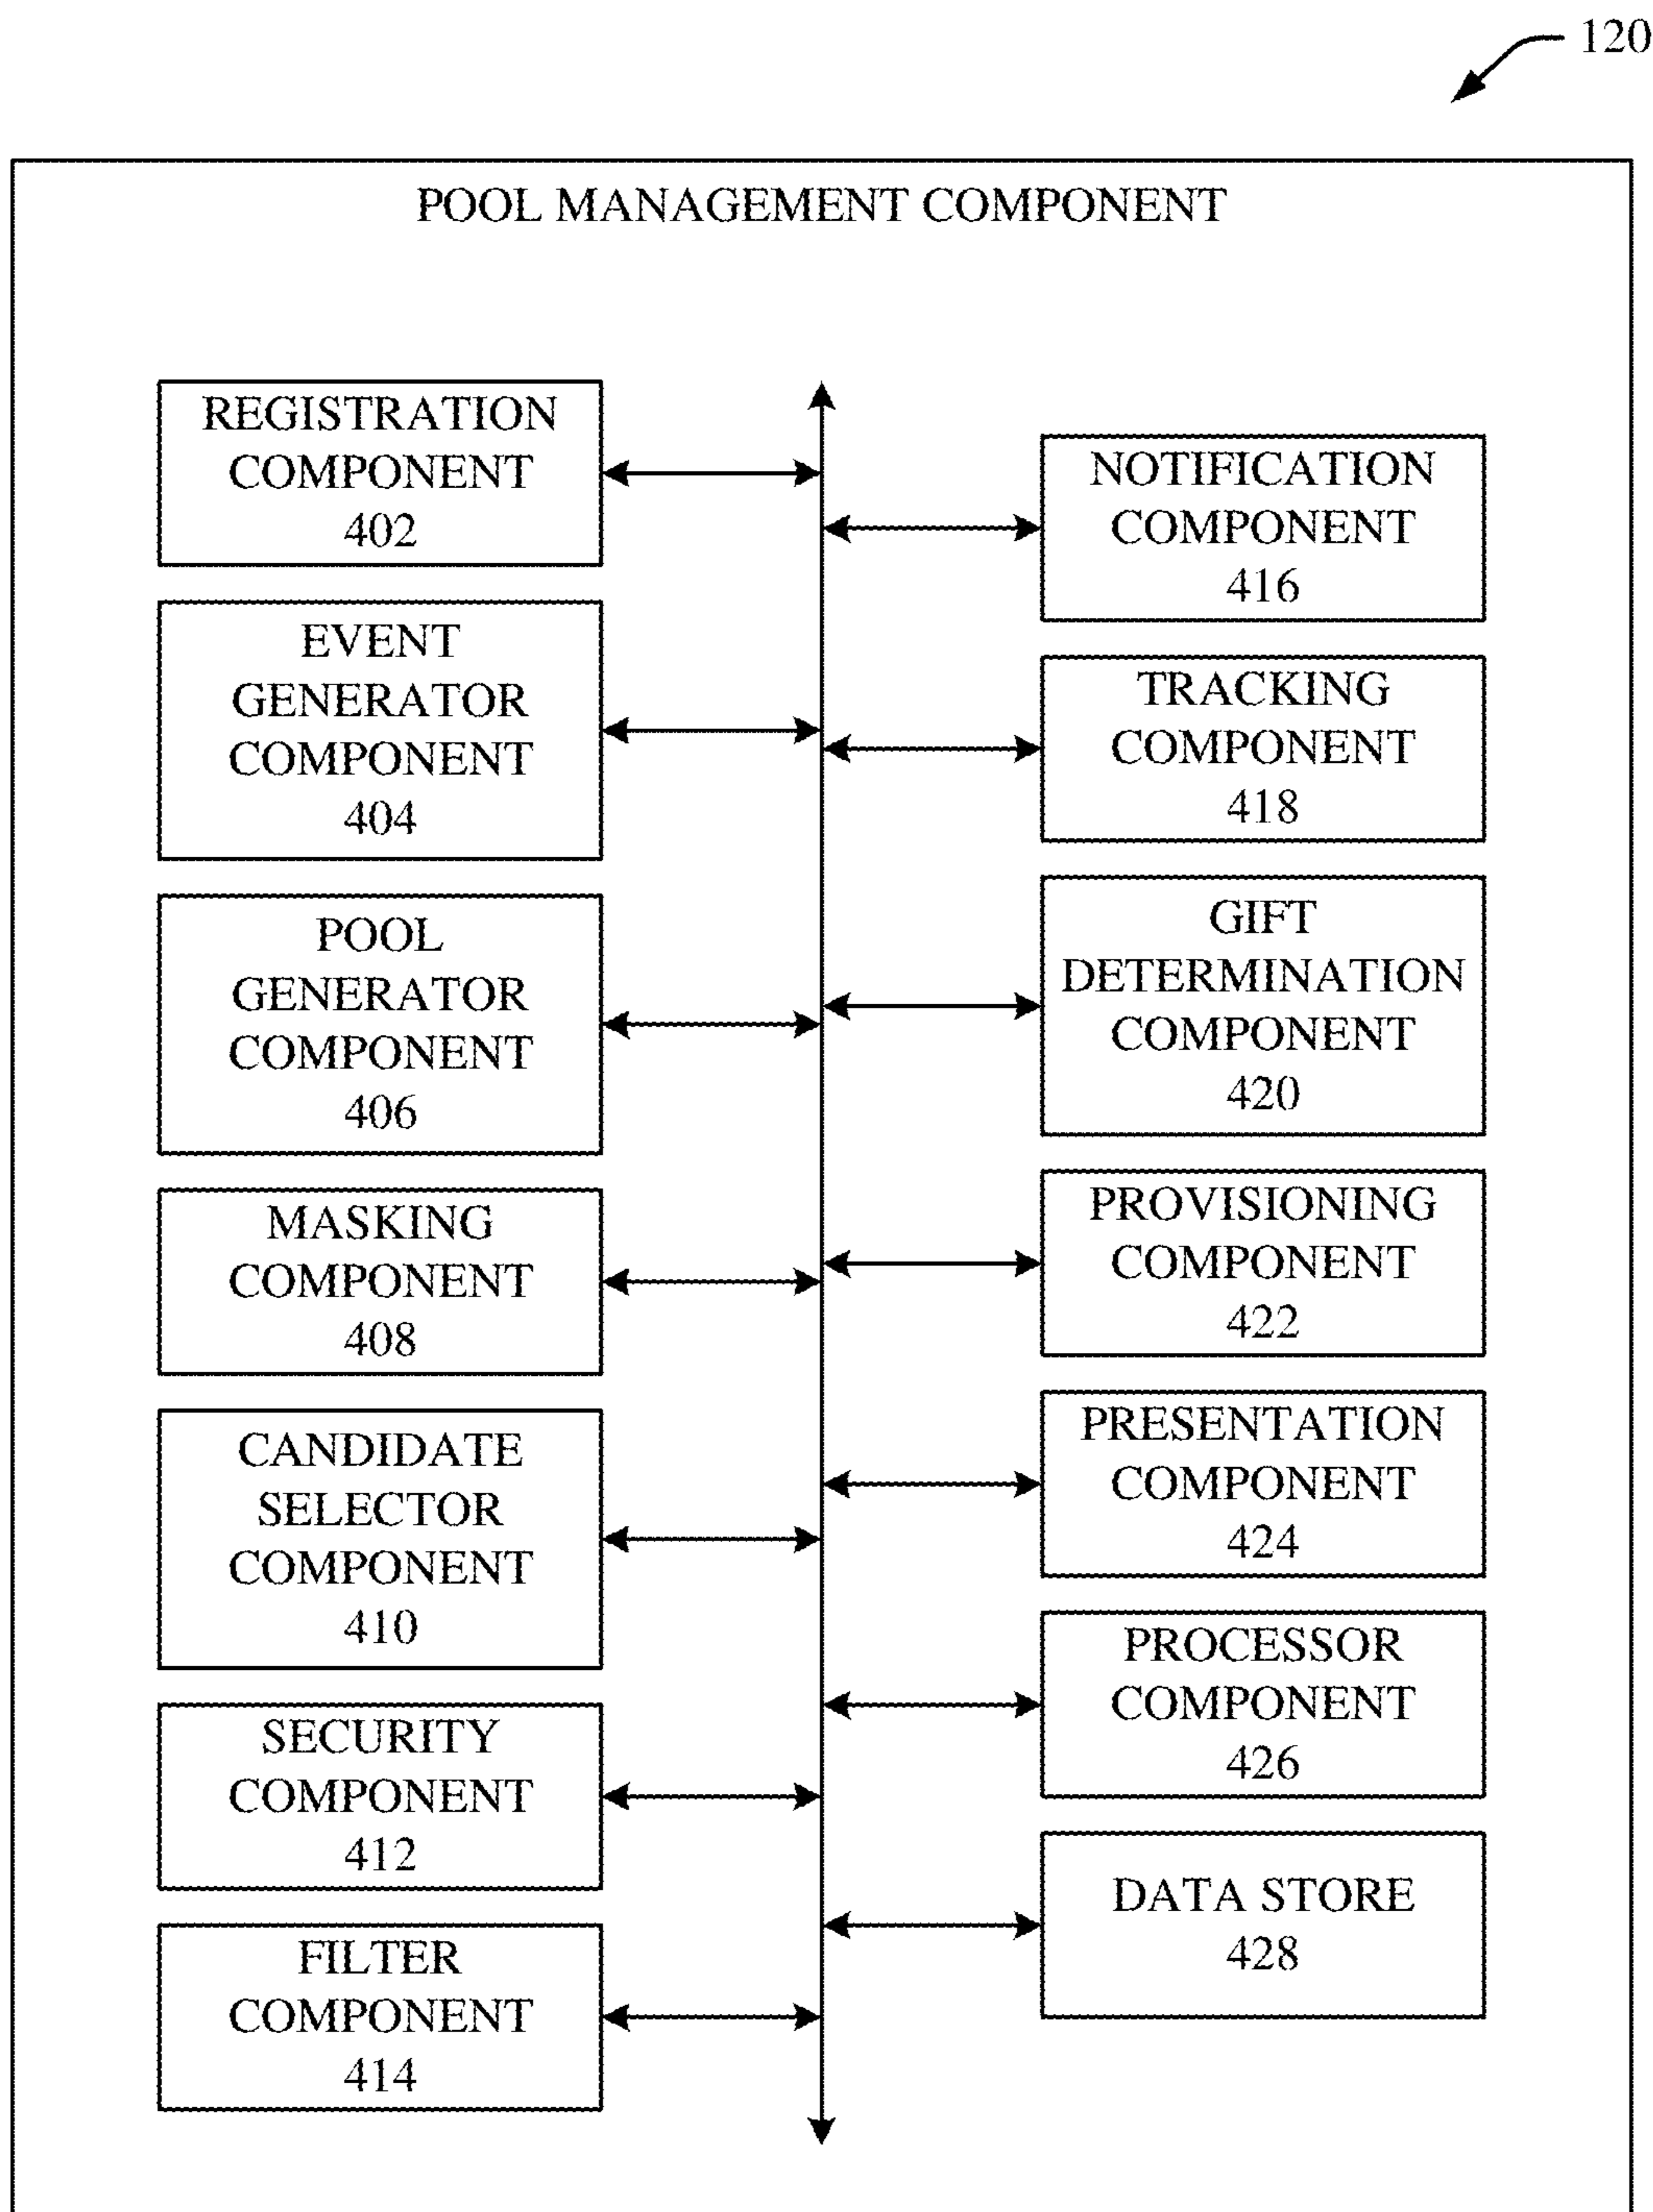 120
POOL MANAGEMENT COMPONENT
REGISTRATION
COMPONENT
402
EVENT
GENERATOR
COMPONENT
404
POOL
GENERATOR
COMPONENT
406
MASKING
COMPONENT
408
CANDIDATE
SELECTOR
COMPONENT
410
SECURITY
COMPONENT
412
FILTER
COMPONENT
414
NOTIFICATION
COMPONENT
416
TRACKING
COMPONENT
418
GIFT
DETERMINATION
COMPONENT
420
PROVISIONING
COMPONENT
422
PRESENTATION
COMPONENT
424
PROCESSOR
COMPONENT
426
DATA STORE
428